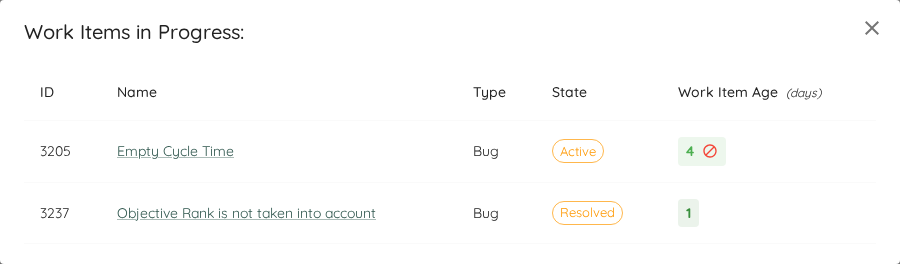 Work Items in Progress:
ID Name Type State Work Item Age (days)
3205 Empty Cycle Time Bug Active 4
3237 Objective Rank is not taken into account Bug Resolved 1